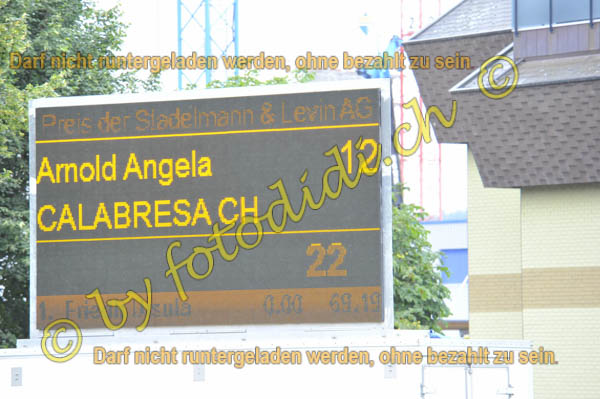 Darf nicht runtergeladen werden, ohne bezahlt zu sein.
Preis der Stadelmann & Levin AG
Arnold Angela 12
CALABRESA CH
22
1. Ursula 0.00 69.19
© by fotodidi.ch ©
Darf nicht runtergeladen werden, ohne bezahlt zu sein.